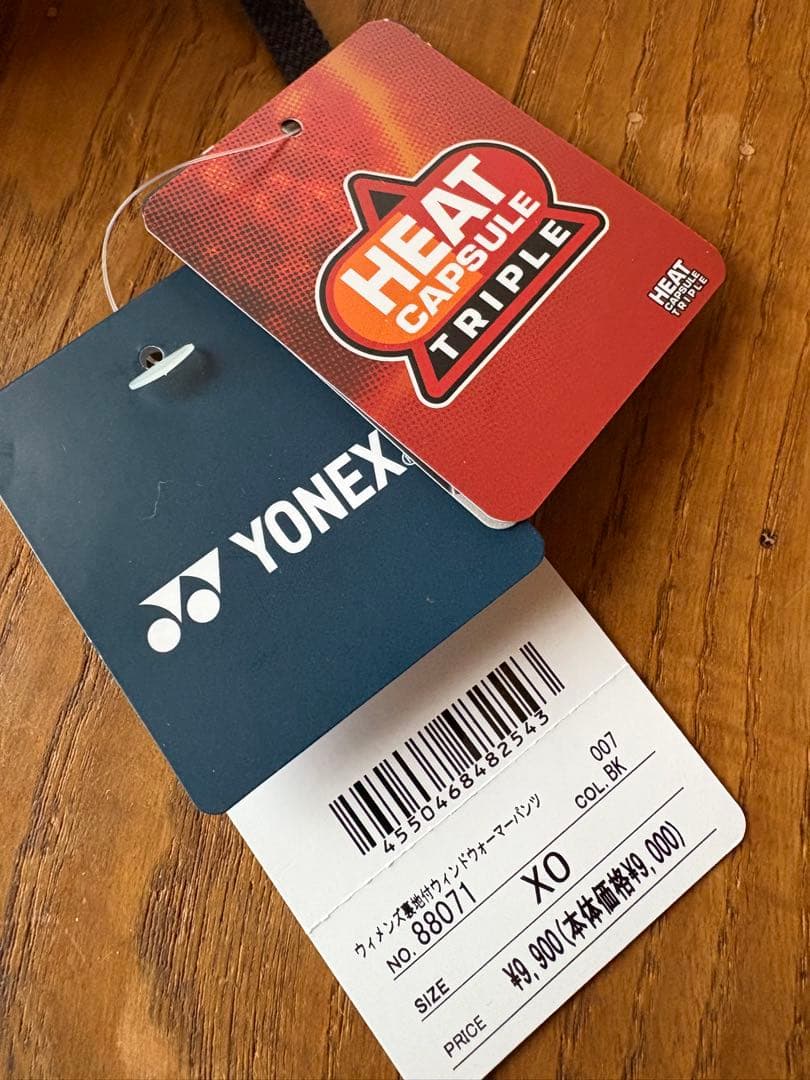 HEAT
CAPSULE
TRIPLE
HEAT
CAPSULE
TRIPLE
YONEX®
4550468482543
ウィメンズ裏地付ウィンドウォーマーパンツ
007
NO. 88071
COL. BK
SIZE XO
PRICE ¥9,900(本体価格¥9,000)